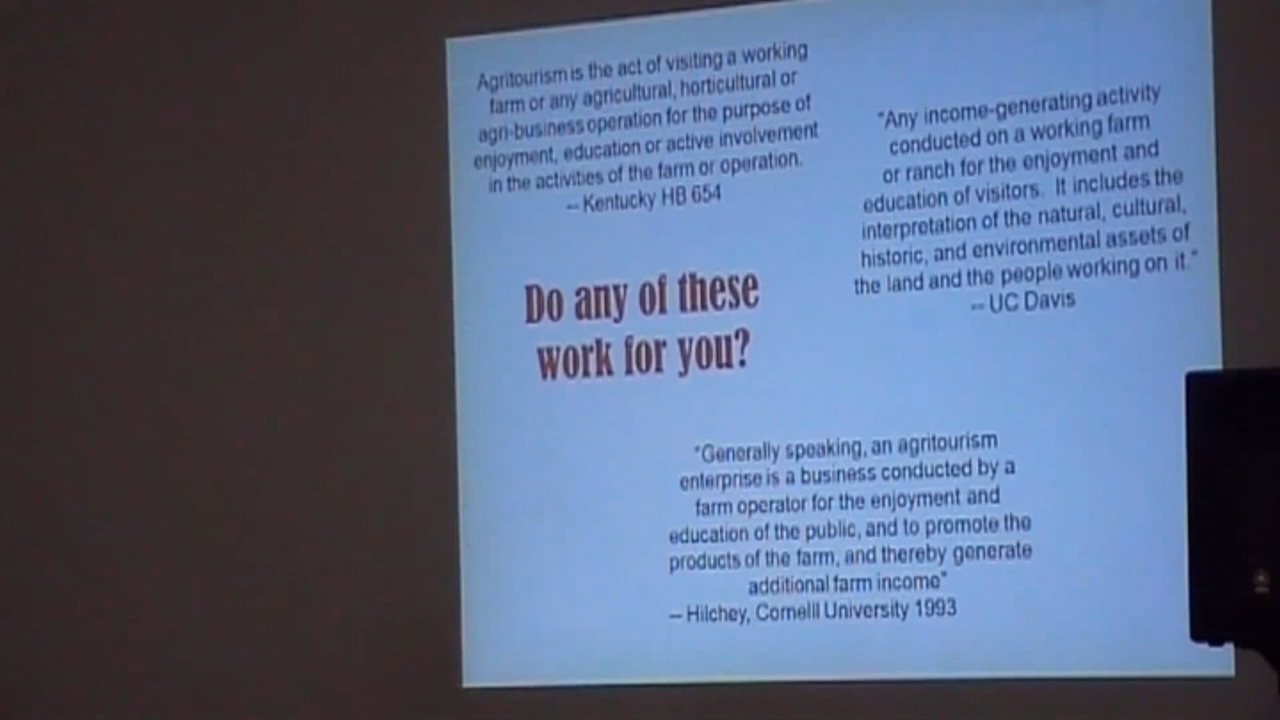 Agritourism is the act of visiting a working
farm or any agricultural, horticultural or
agri-business operation for the purpose of
enjoyment, education or active involvement
in the activities of the farm or operation.
-- Kentucky HB 654
"Any income-generating activity
conducted on a working farm
or ranch for the enjoyment and
education of visitors. It includes the
interpretation of the natural, cultural,
historic, and environmental assets of
the land and the people working on it."
-- UC Davis
Do any of these
work for you?
"Generally speaking, an agritourism
enterprise is a business conducted by a
farm operator for the enjoyment and
education of the public, and to promote the
products of the farm, and thereby generate
additional farm income"
-- Hilchey, Cornelll University 1993